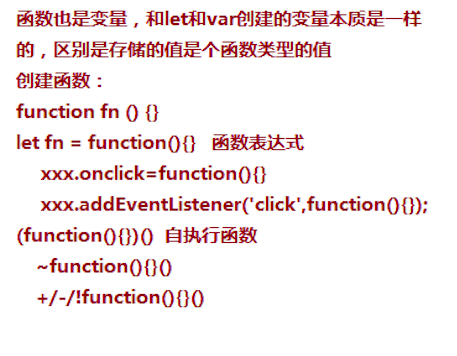 函数也是变量，和let和var创建的变量本质是一样
的，区别是存储的值是个函数类型的值
创建函数：
function fn () {}
let fn = function(){}   函数表达式
xxx.onclick=function(){}
xxx.addEventListener('click',function(){});
(function(){})()  自执行函数
~function(){}()
+/-/!function(){}()